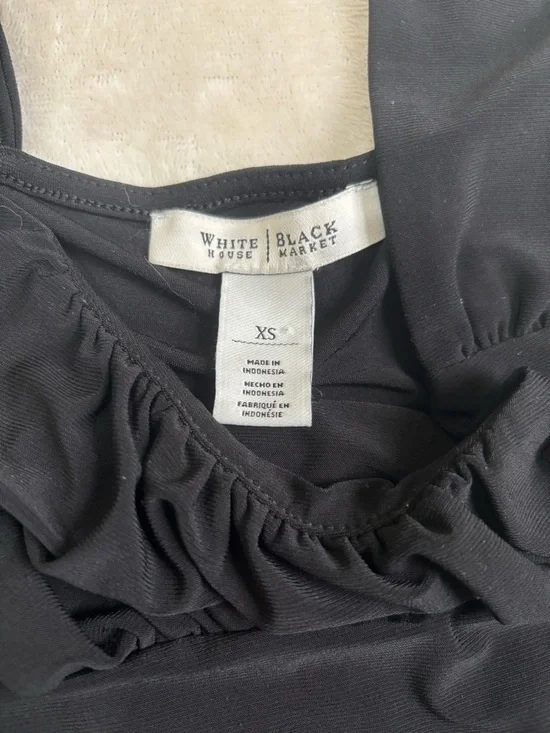 WHITE | BLACK
HOUSE | MARKET
XS
MADE IN
INDONESIA
HECHO EN
INDONESIA
FABRIQUÉ EN
INDONÉSIE